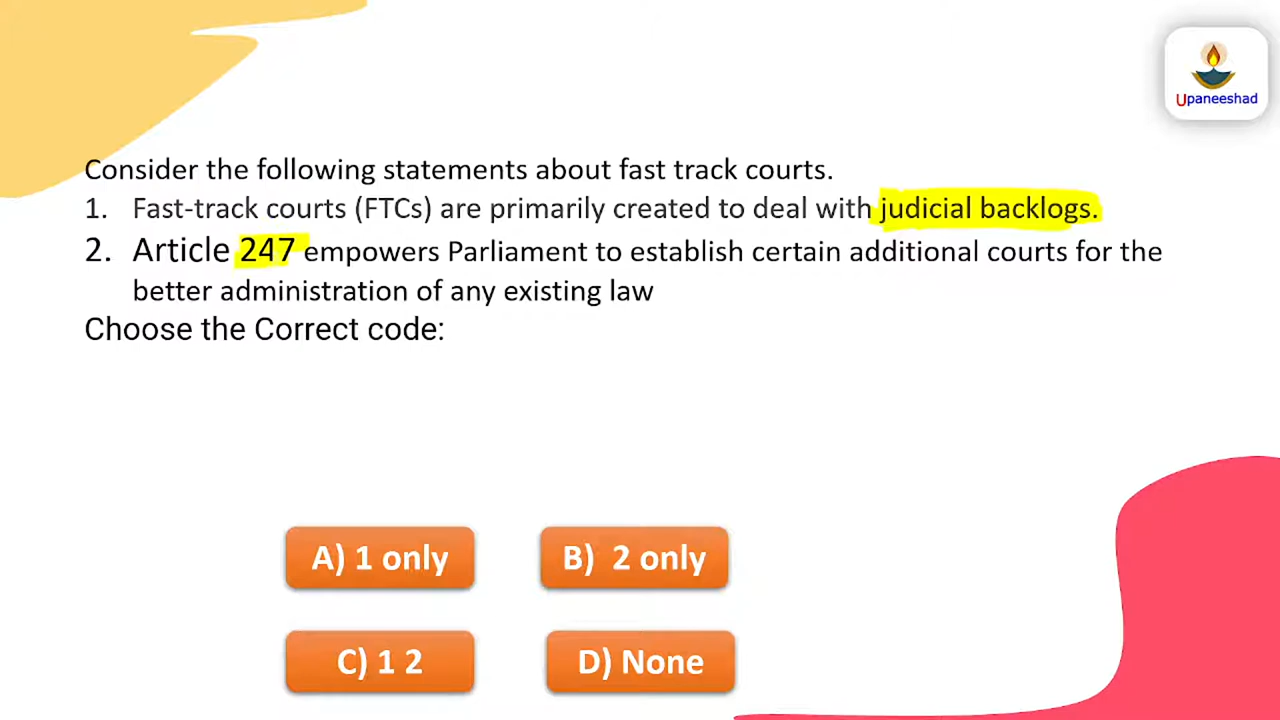 Upaneeshad
Consider the following statements about fast track courts.
1. Fast-track courts (FTCs) are primarily created to deal with judicial backlogs.
2. Article 247 empowers Parliament to establish certain additional courts for the
better administration of any existing law
Choose the Correct code:
A) 1 only
B) 2 only
C) 1 2
D) None